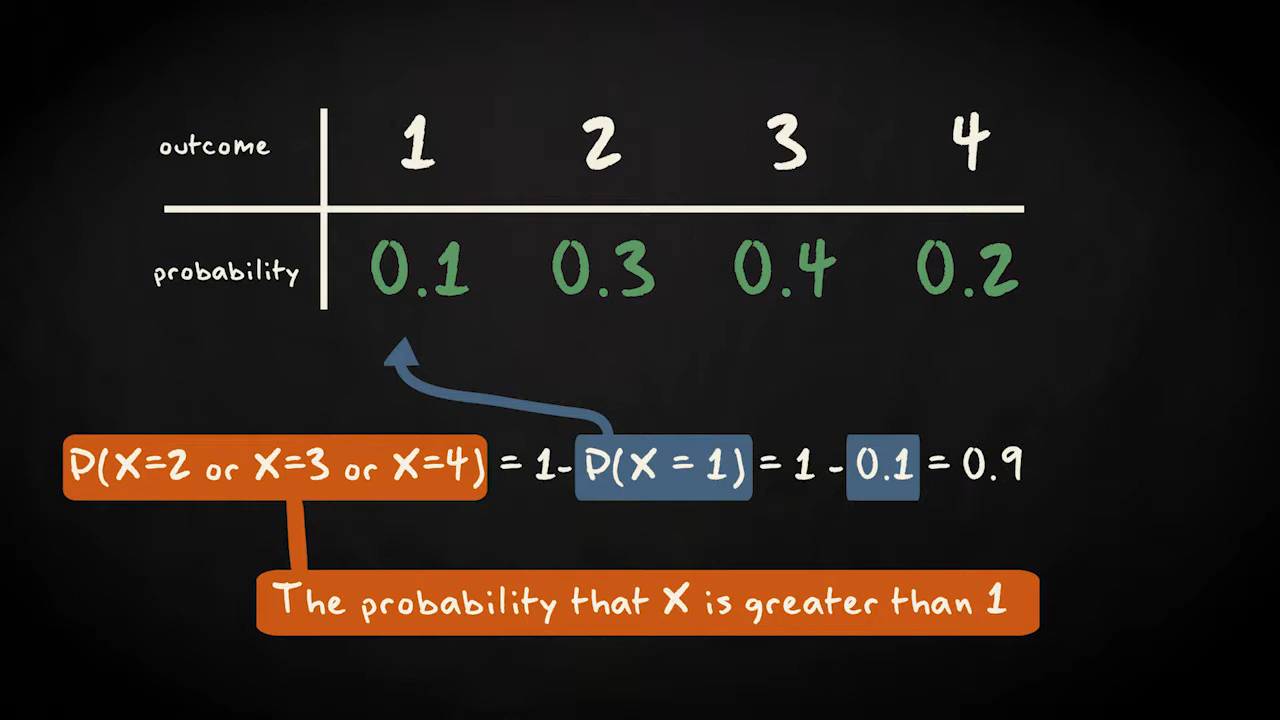 outcome 1 2 3 4
probability 0.1 0.3 0.4 0.2
P(X=2 or X=3 or X=4) = 1- P(X = 1) = 1 - 0.1 = 0.9
The probability that X is greater than 1